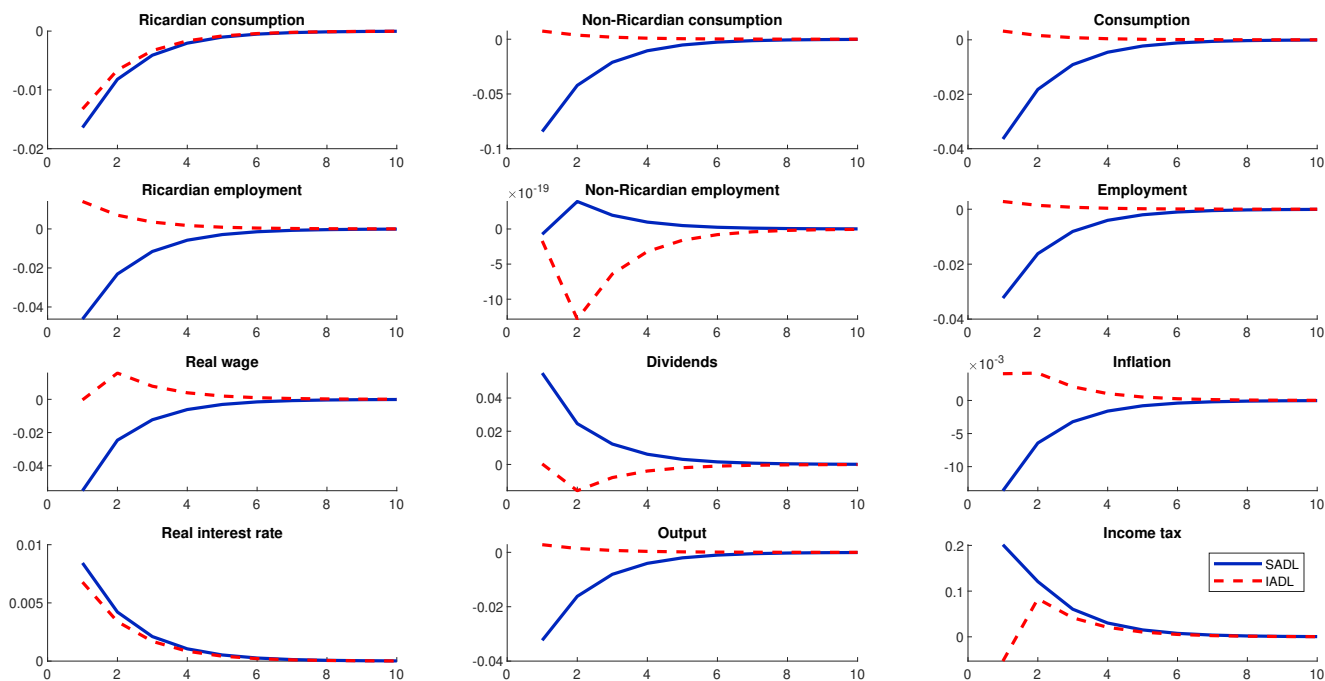 Ricardian consumption
0
-0.01
-0.02
0 2 4 6 8 10
Non-Ricardian consumption
0
-0.05
-0.1
0 2 4 6 8 10
Consumption
0
-0.02
-0.04
0 2 4 6 8 10
Ricardian employment
0
-0.02
-0.04
0 2 4 6 8 10
×10^-19
Non-Ricardian employment
0
-5
-10
0 2 4 6 8 10
Employment
0
-0.02
-0.04
0 2 4 6 8 10
Real wage
0
-0.02
-0.04
0 2 4 6 8 10
Dividends
0.04
0.02
0
0 2 4 6 8 10
×10^-3
Inflation
0
-5
-10
0 2 4 6 8 10
Real interest rate
0.01
0.005
0
0 2 4 6 8 10
Output
0
-0.02
-0.04
0 2 4 6 8 10
Income tax
0.2
0.1
0
0 2 4 6 8 10
SADL
IADL